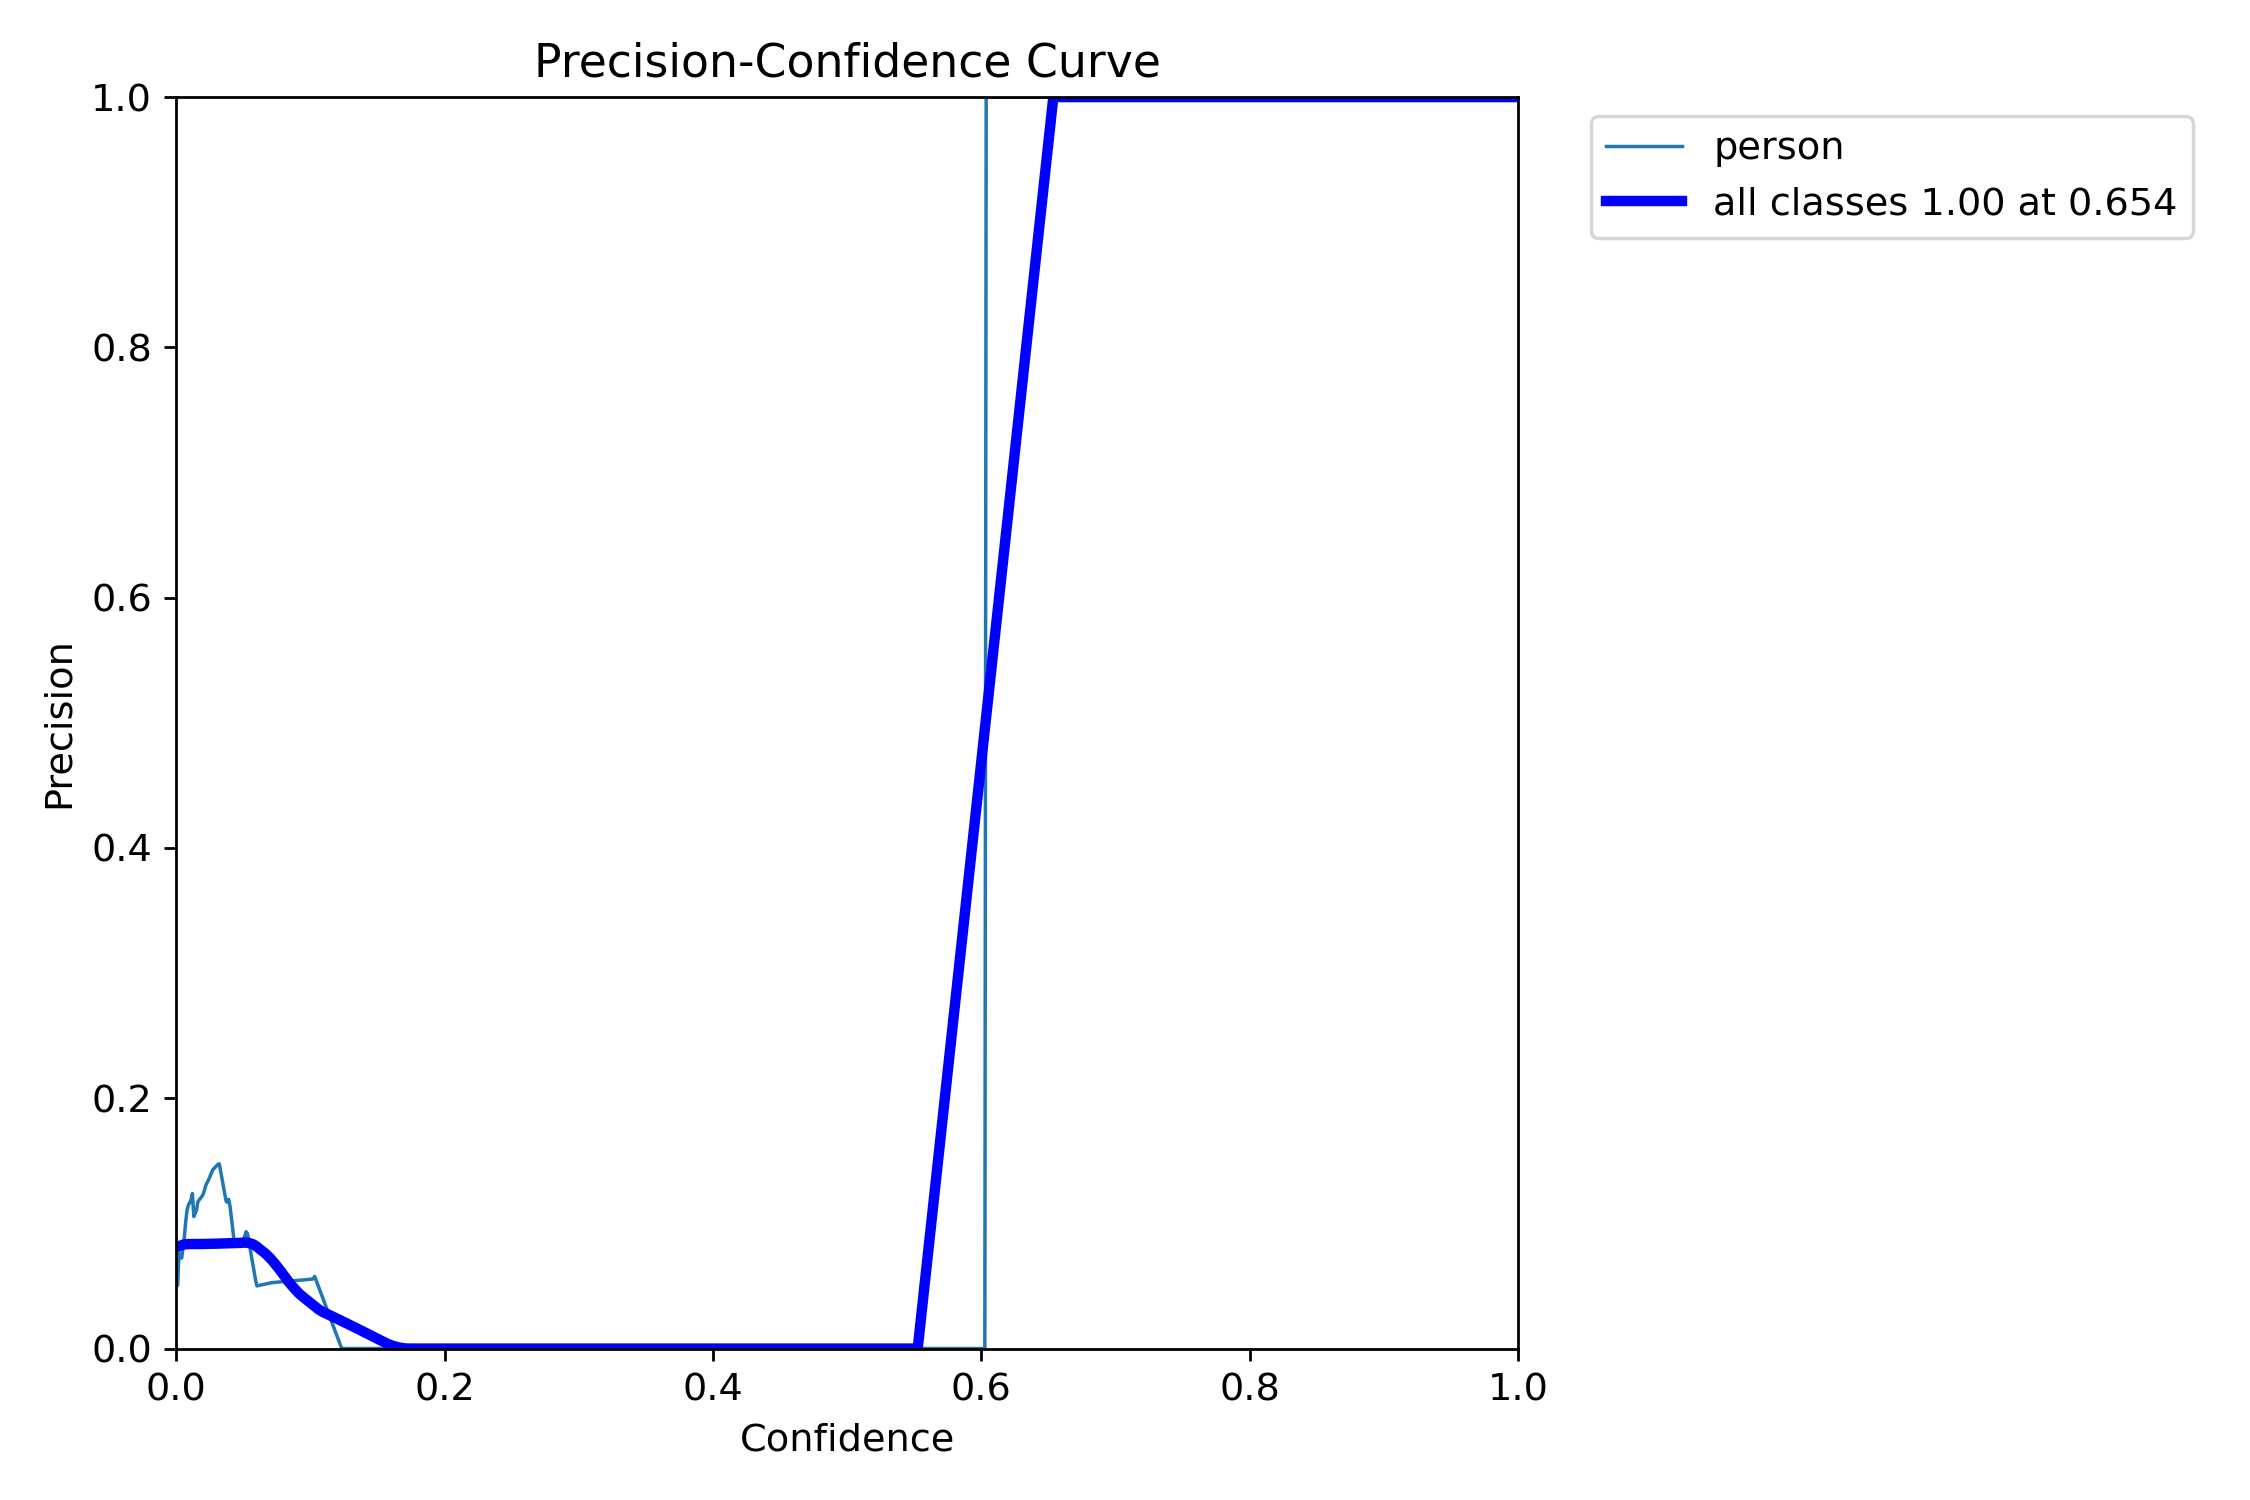 Precision-Confidence Curve
1.0
0.8
0.6
0.4
0.2
0.0
Precision
0.0 0.2 0.4 0.6 0.8 1.0
Confidence
person
all classes 1.00 at 0.654